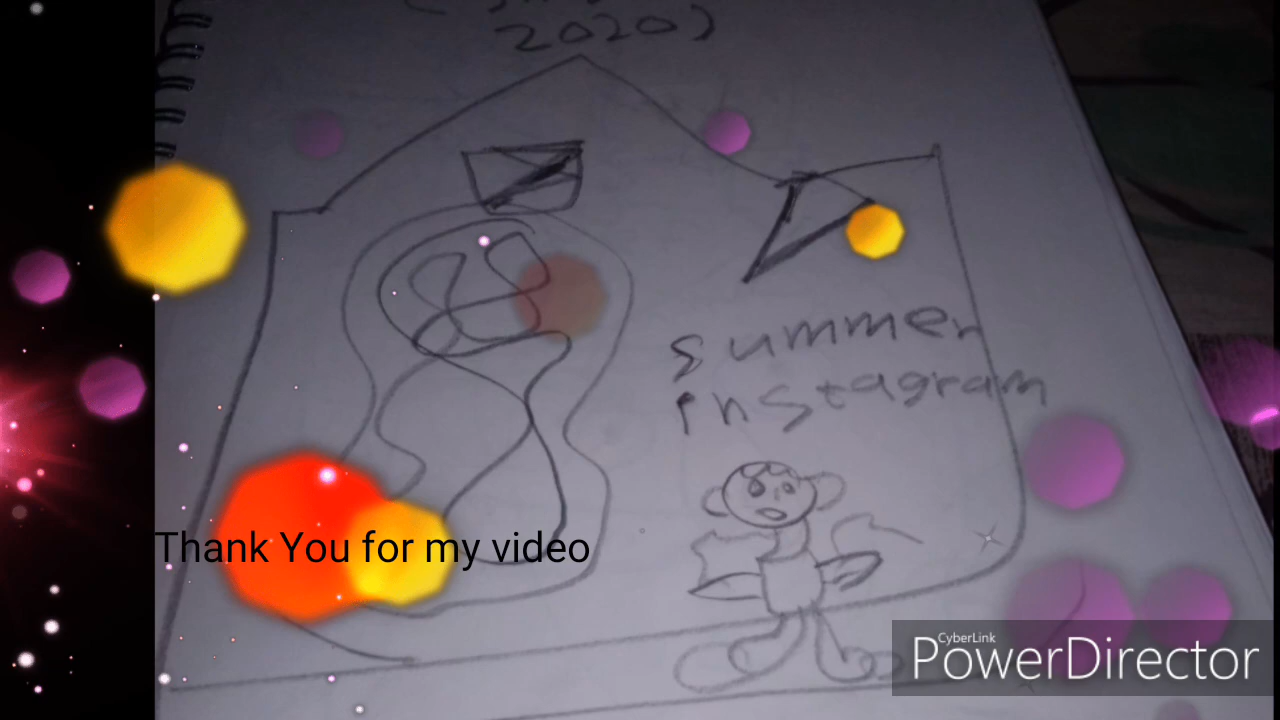 2020)
summer
instagram
Thank You for my video
CyberLink
PowerDirector